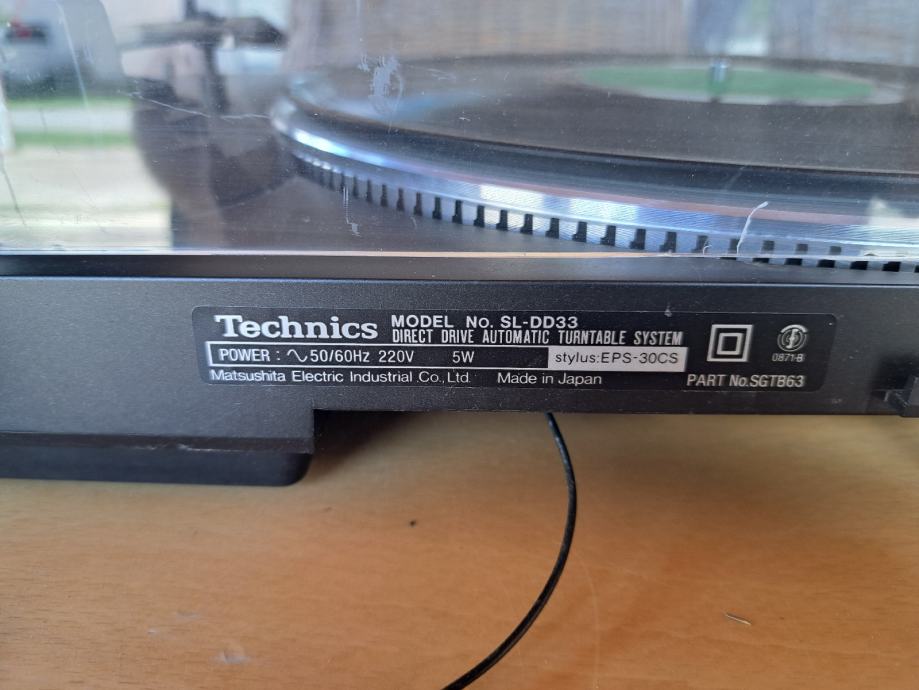 Technics MODEL No. SL-DD33
DIRECT DRIVE AUTOMATIC TURNTABLE SYSTEM
POWER : ∿ 50/60Hz 220V 5W stylus:EPS-30CS
Matsushita Electric Industrial Co., Ltd. Made in Japan
0871-B
PART No.SGTB63